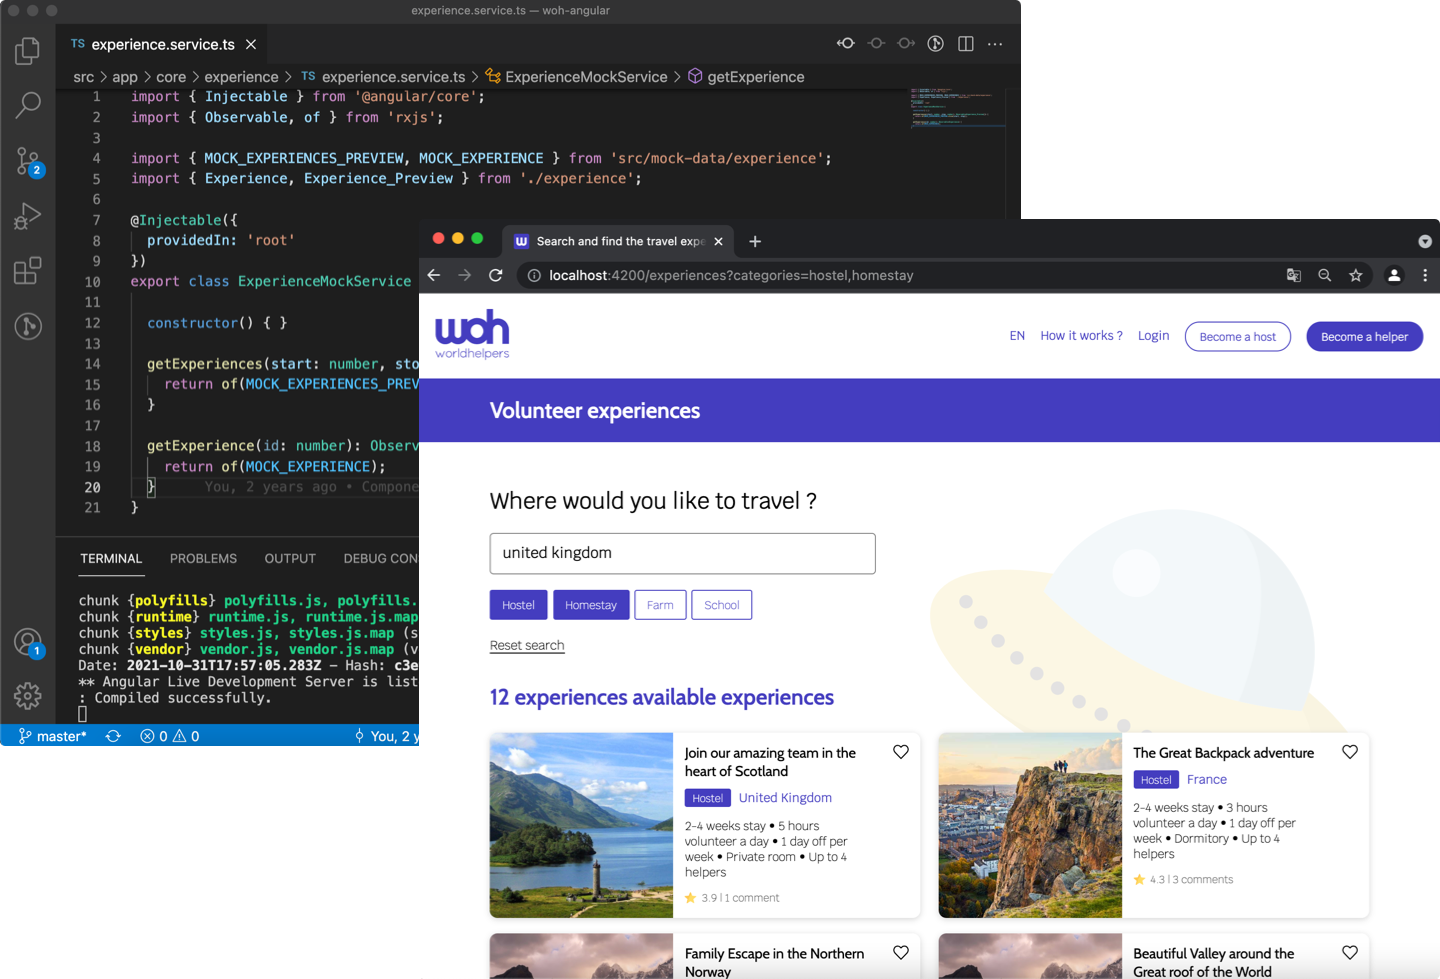 experience.service.ts — woh-angular
TS experience.service.ts
src > app > core > experience > TS experience.service.ts > ExperienceMockService > getExperience
1 import { Injectable } from '@angular/core';
2 import { Observable, of } from 'rxjs';
3
4 import { MOCK_EXPERIENCES_PREVIEW, MOCK_EXPERIENCE } from 'src/mock-data/experience';
5 import { Experience, Experience_Preview } from './experience';
6
7 @Injectable({
8 providedIn: 'root'
9 })
10 export class ExperienceMockService
11
12 constructor() { }
13
14 getExperiences(start: number, sto
15 return of(MOCK_EXPERIENCES_PREV
16 }
17
18 getExperience(id: number): Observ
19 return of(MOCK_EXPERIENCE);
20 } You, 2 years ago • Compone
21 }
2
1
TERMINAL PROBLEMS OUTPUT DEBUG CON
chunk {polyfills} polyfills.js, polyfills.
chunk {runtime} runtime.js, runtime.js.map
chunk {styles} styles.js, styles.js.map (s
chunk {vendor} vendor.js, vendor.js.map (v
Date: 2021-10-31T17:57:05.283Z - Hash: c3e
** Angular Live Development Server is list
: Compiled successfully.
master* 0 0 You, 2 y
w Search and find the travel expe
localhost:4200/experiences?categories=hostel,homestay
woh
worldhelpers
EN How it works ? Login Become a host Become a helper
Volunteer experiences
Where would you like to travel ?
united kingdom
Hostel Homestay Farm School
Reset search
12 experiences available experiences
Join our amazing team in the
heart of Scotland
Hostel United Kingdom
2-4 weeks stay • 5 hours
volunteer a day • 1 day off per
week • Private room • Up to 4
helpers
3.9 | 1 comment
The Great Backpack adventure
Hostel France
2-4 weeks stay • 3 hours
volunteer a day • 1 day off per
week • Dormitory • Up to 4
helpers
4.3 | 3 comments
Family Escape in the Northern
Norway
Beautiful Valley around the
Great roof of the World